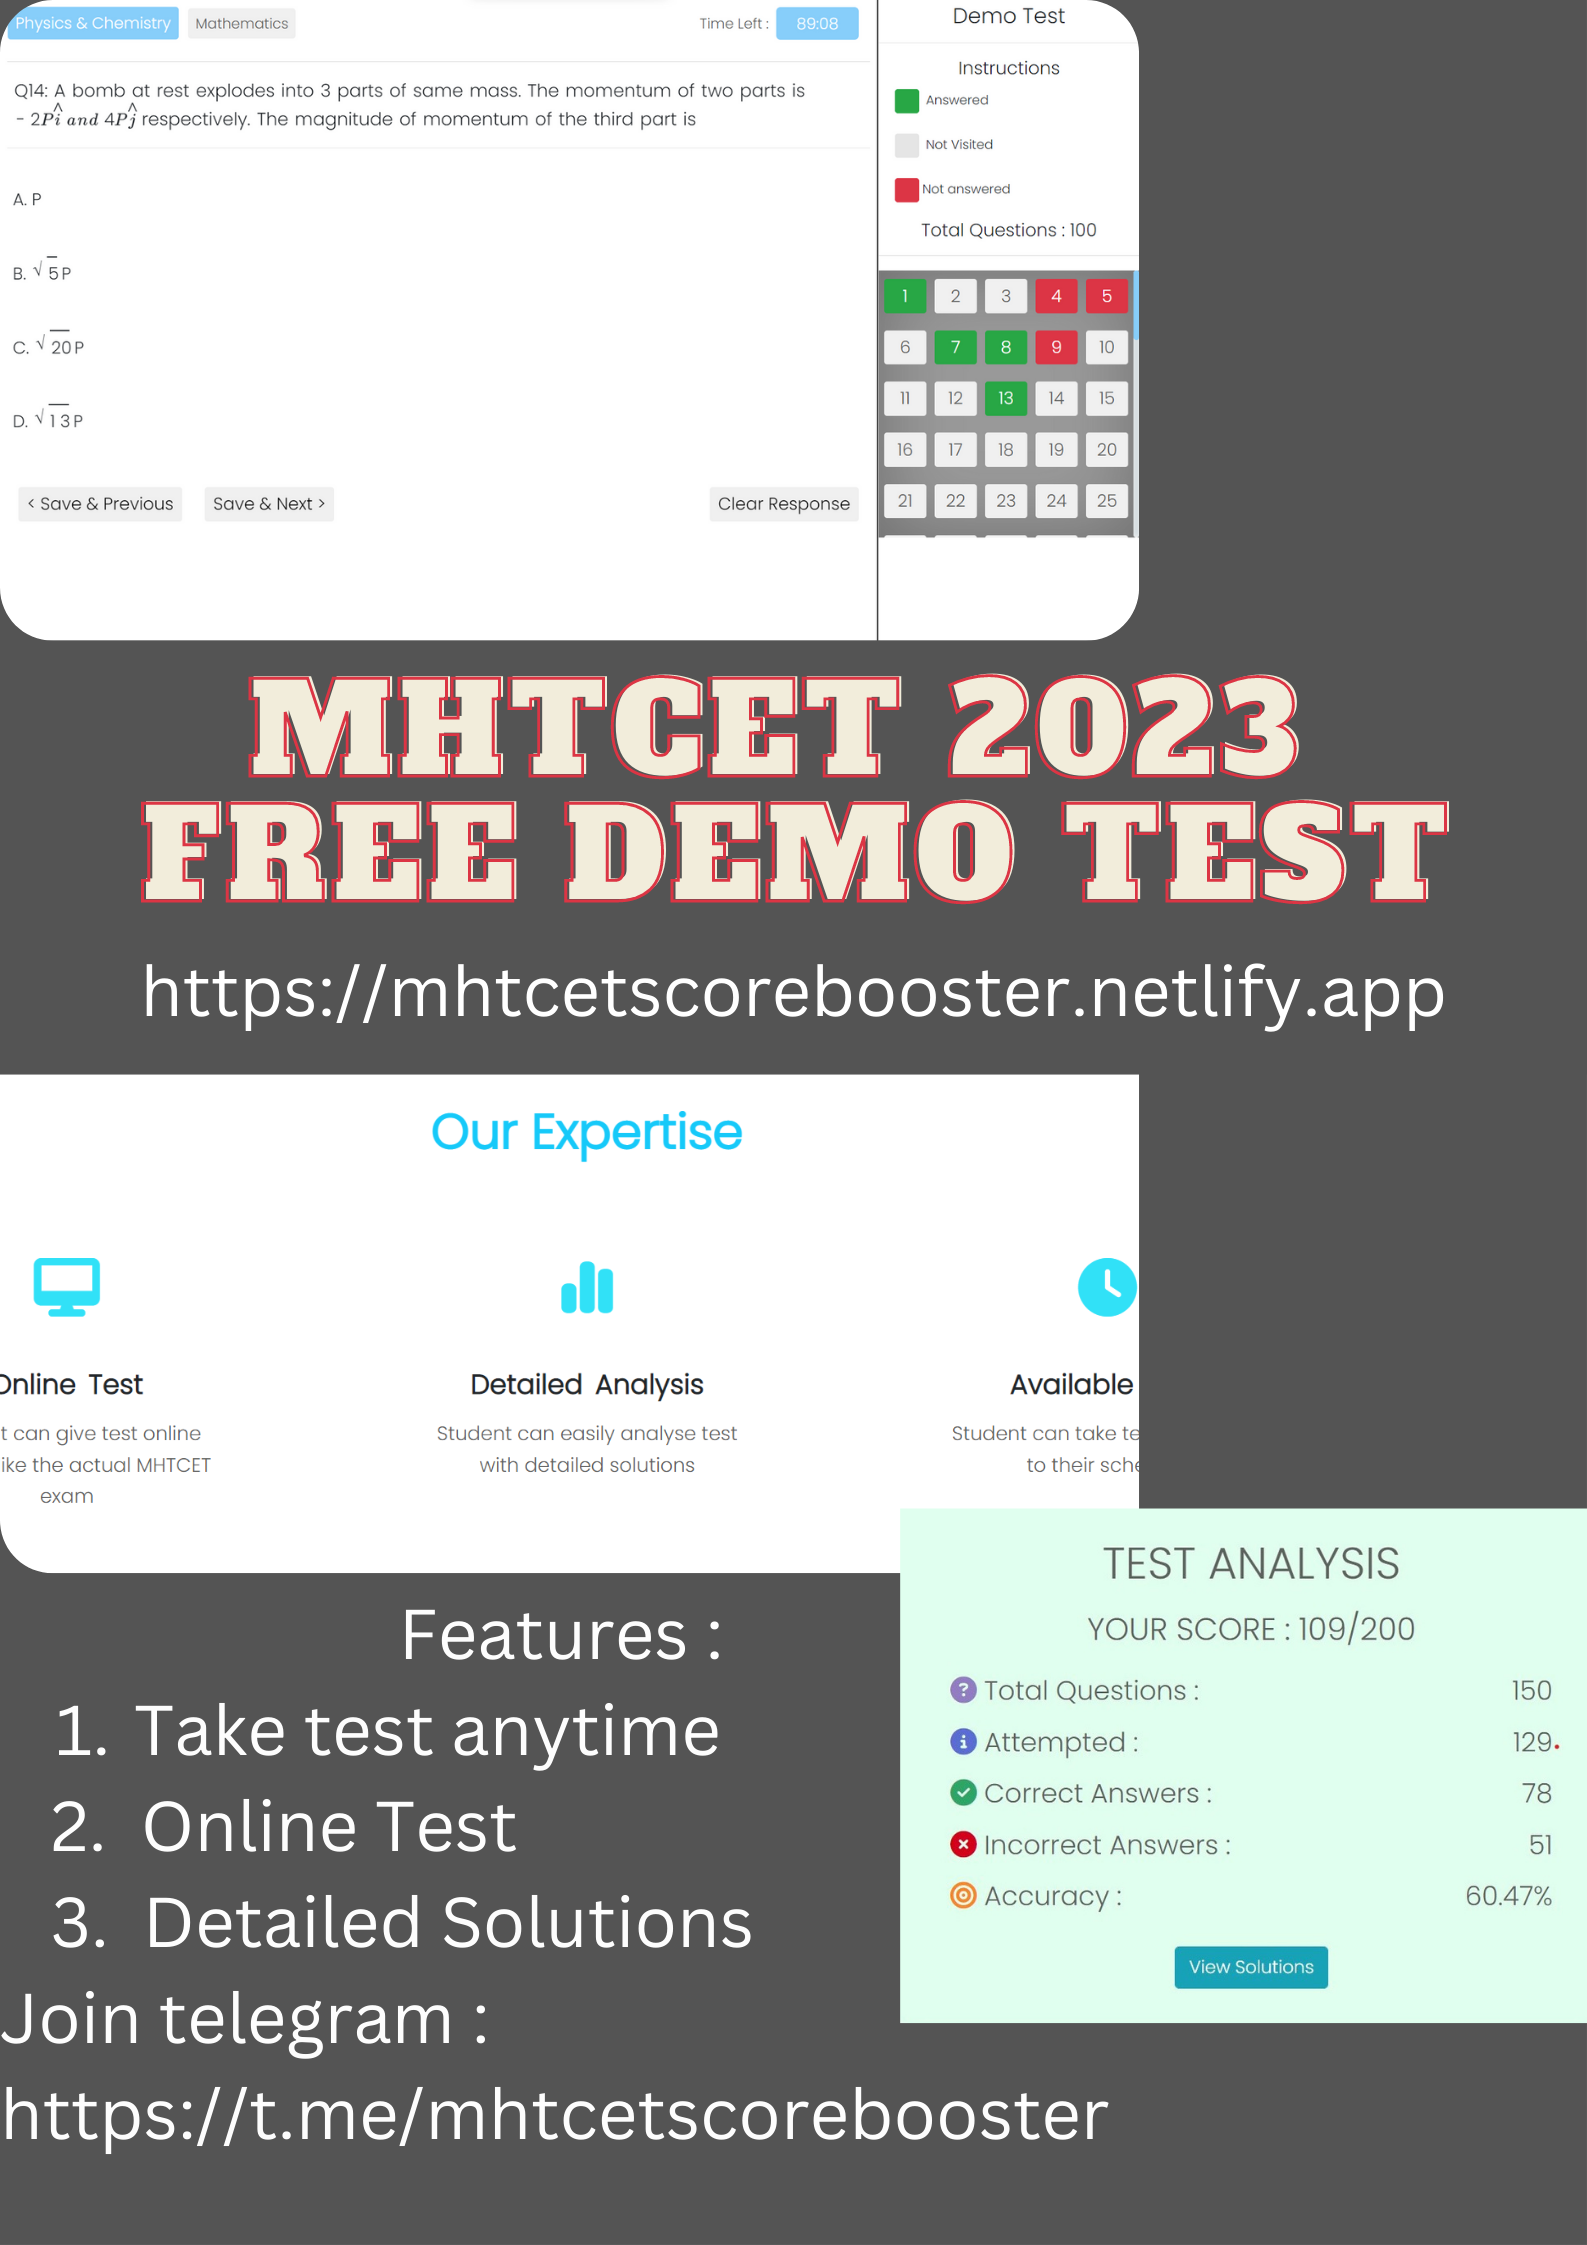 Physics & Chemistry Mathematics Time Left : 89:08
Q14: A bomb at rest explodes into 3 parts of same mass. The momentum of two parts is
- 2Pî and 4Pĵ respectively. The magnitude of momentum of the third part is
A. P
B. √5P
C. √20P
D. √13P
< Save & Previous Save & Next > Clear Response
Demo Test
Instructions
Answered
Not Visited
Not answered
Total Questions : 100
1 2 3 4 5
6 7 8 9 10
11 12 13 14 15
16 17 18 19 20
21 22 23 24 25
MHTCET 2023
FREE DEMO TEST
https://mhtcetscorebooster.netlify.app
Our Expertise
Online Test
t can give test online
ike the actual MHTCET
exam
Detailed Analysis
Student can easily analyse test
with detailed solutions
Available
Student can take te
to their sche
TEST ANALYSIS
YOUR SCORE : 109/200
Total Questions : 150
Attempted : 129
Correct Answers : 78
Incorrect Answers : 51
Accuracy : 60.47%
View Solutions
Features :
1. Take test anytime
2. Online Test
3. Detailed Solutions
Join telegram :
https://t.me/mhtcetscorebooster